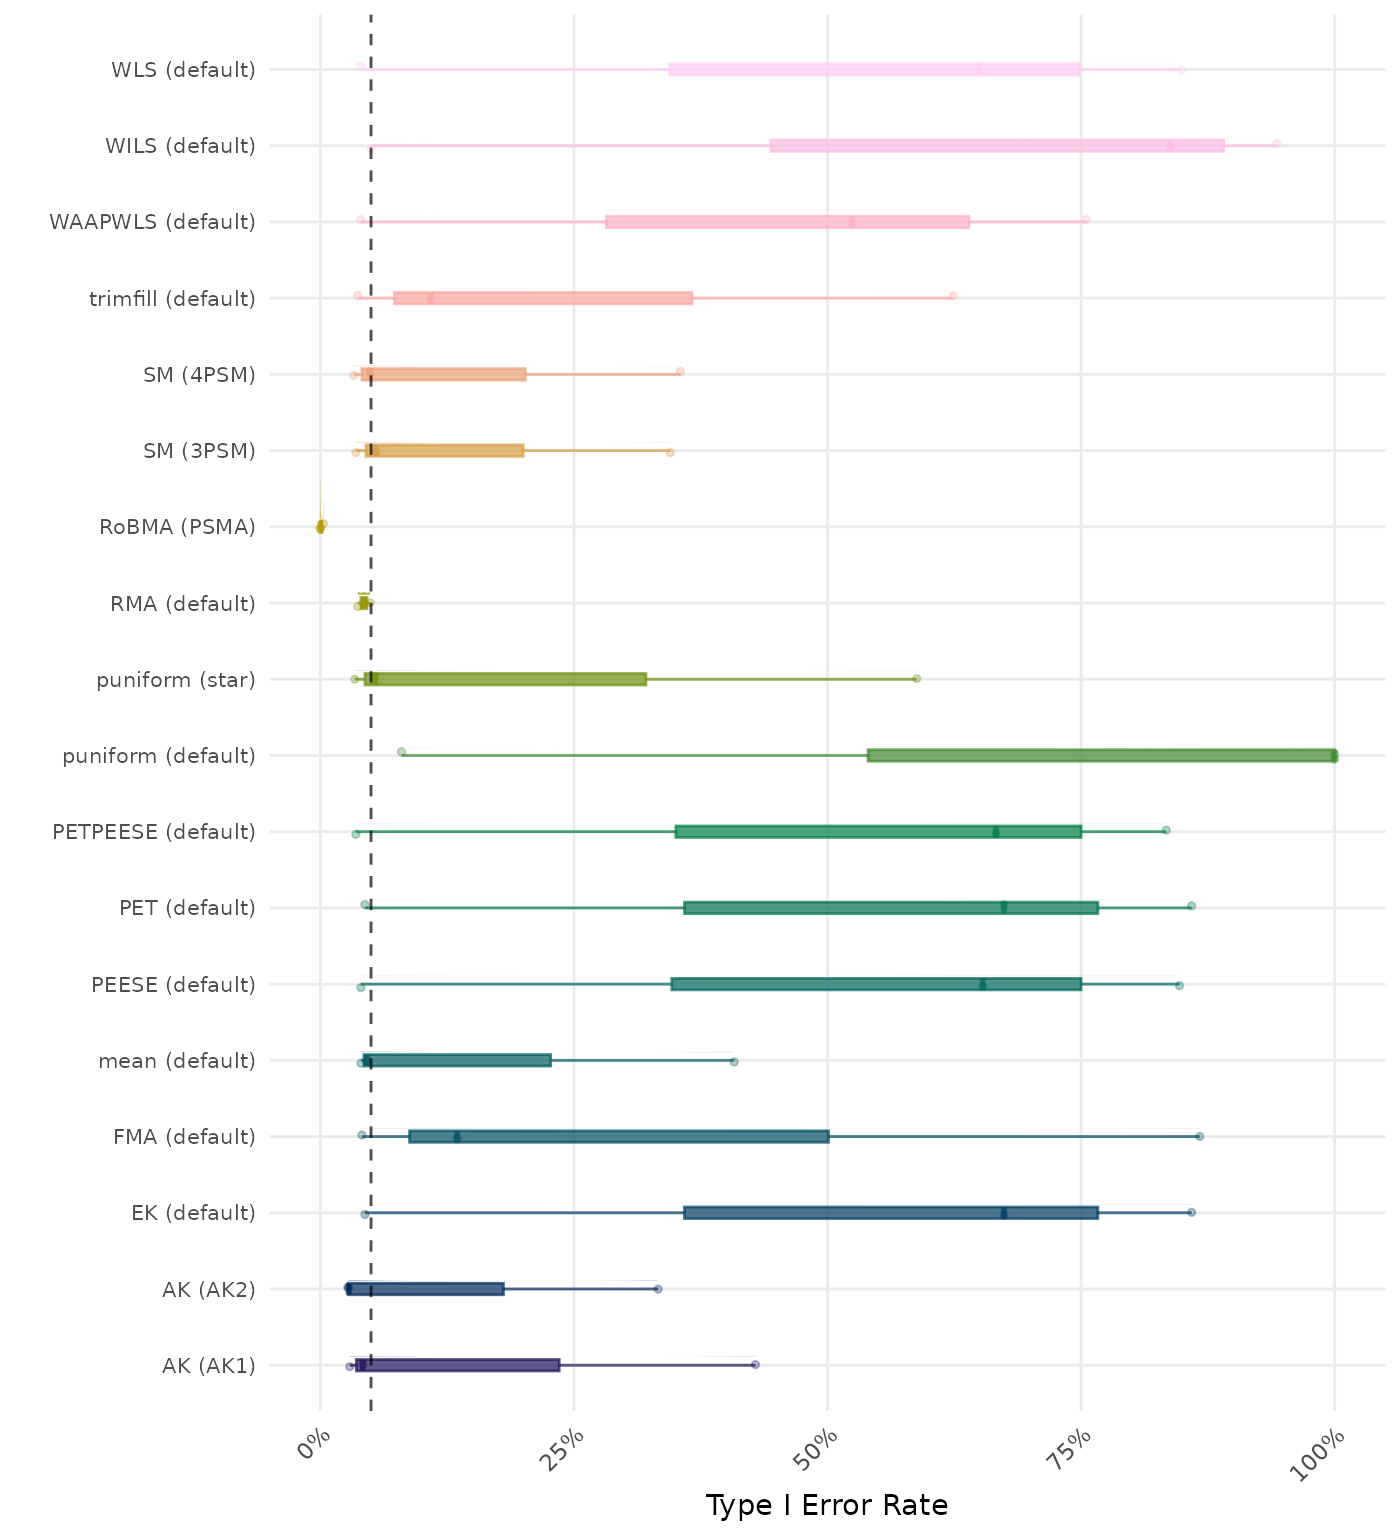 WLS (default)
WILS (default)
WAAPWLS (default)
trimfill (default)
SM (4PSM)
SM (3PSM)
RoBMA (PSMA)
RMA (default)
puniform (star)
puniform (default)
PETPEESE (default)
PET (default)
PEESE (default)
mean (default)
FMA (default)
EK (default)
AK (AK2)
AK (AK1)
0%
25%
50%
75%
100%
Type I Error Rate